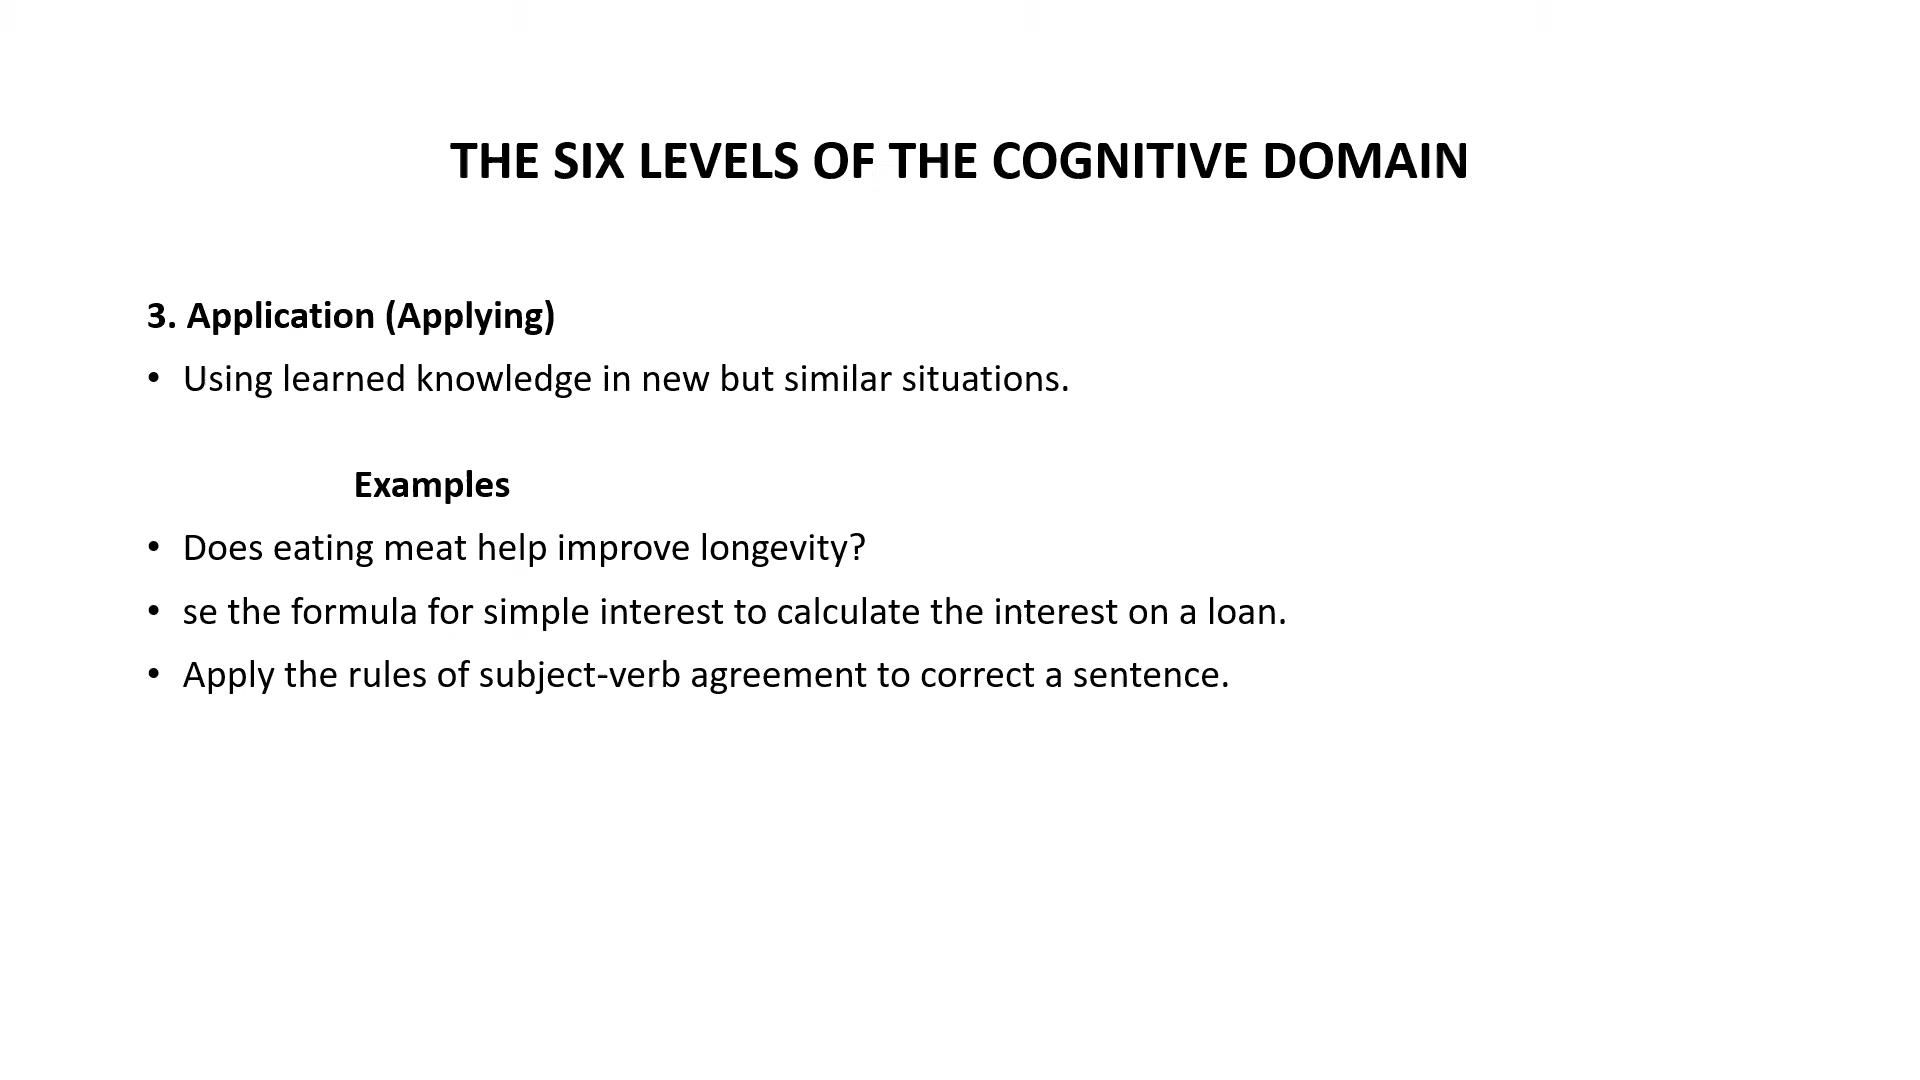 THE SIX LEVELS OF THE COGNITIVE DOMAIN
3. Application (Applying)
• Using learned knowledge in new but similar situations.
Examples
• Does eating meat help improve longevity?
• se the formula for simple interest to calculate the interest on a loan.
• Apply the rules of subject-verb agreement to correct a sentence.